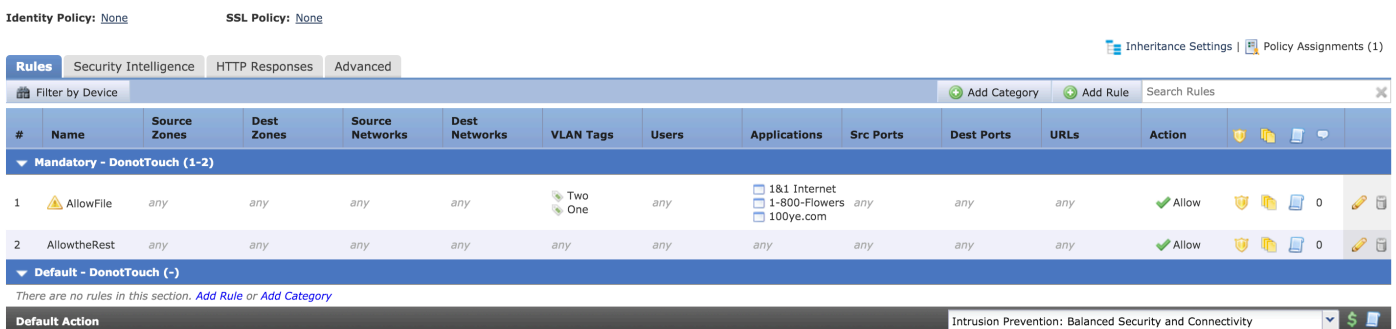 Identity Policy: None SSL Policy: None
Inheritance Settings | Policy Assignments (1)
Rules Security Intelligence HTTP Responses Advanced
Filter by Device Add Category Add Rule Search Rules
# Name Source Zones Dest Zones Source Networks Dest Networks VLAN Tags Users Applications Src Ports Dest Ports URLs Action
Mandatory - DonotTouch (1-2)
1 AllowFile any any any any Two One any 1&1 Internet 1-800-Flowers 100ye.com any any any Allow 0
2 AllowtheRest any any any any any any any any any any Allow 0
Default - DonotTouch (-)
There are no rules in this section. Add Rule or Add Category
Default Action Intrusion Prevention: Balanced Security and Connectivity